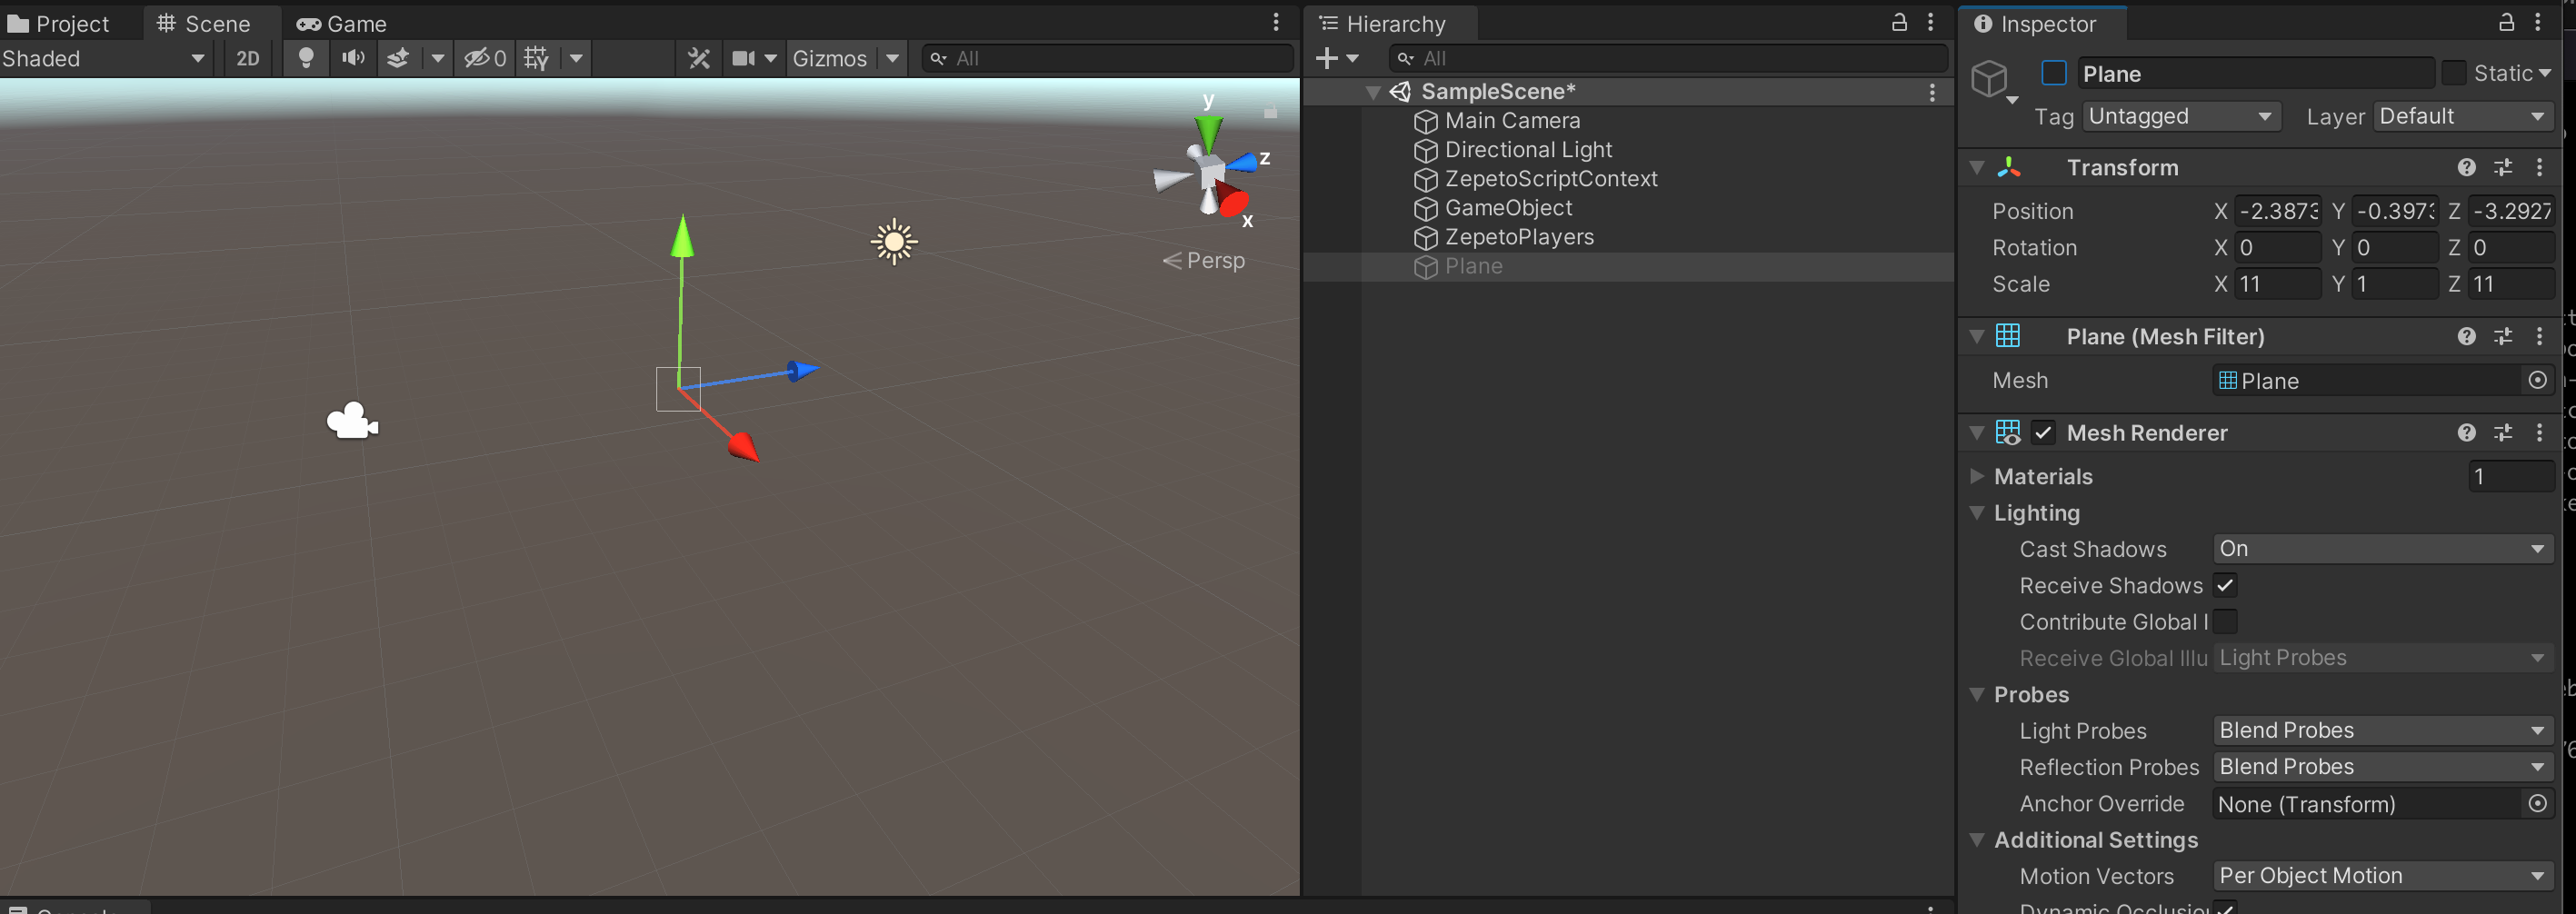 Project
Scene
Game
Shaded
2D
0
Gizmos
All
y
z
x
Persp
Hierarchy
All
SampleScene*
Main Camera
Directional Light
ZepetoScriptContext
GameObject
ZepetoPlayers
Plane
Inspector
Plane
Static
Tag Untagged Layer Default
Transform
Position X -2.3873 Y -0.3973 Z -3.2927
Rotation X 0 Y 0 Z 0
Scale X 11 Y 1 Z 11
Plane (Mesh Filter)
Mesh Plane
Mesh Renderer
Materials 1
Lighting
Cast Shadows On
Receive Shadows
Contribute Global I
Receive Global Illu Light Probes
Probes
Light Probes Blend Probes
Reflection Probes Blend Probes
Anchor Override None (Transform)
Additional Settings
Motion Vectors Per Object Motion
Dynamic Occlusio